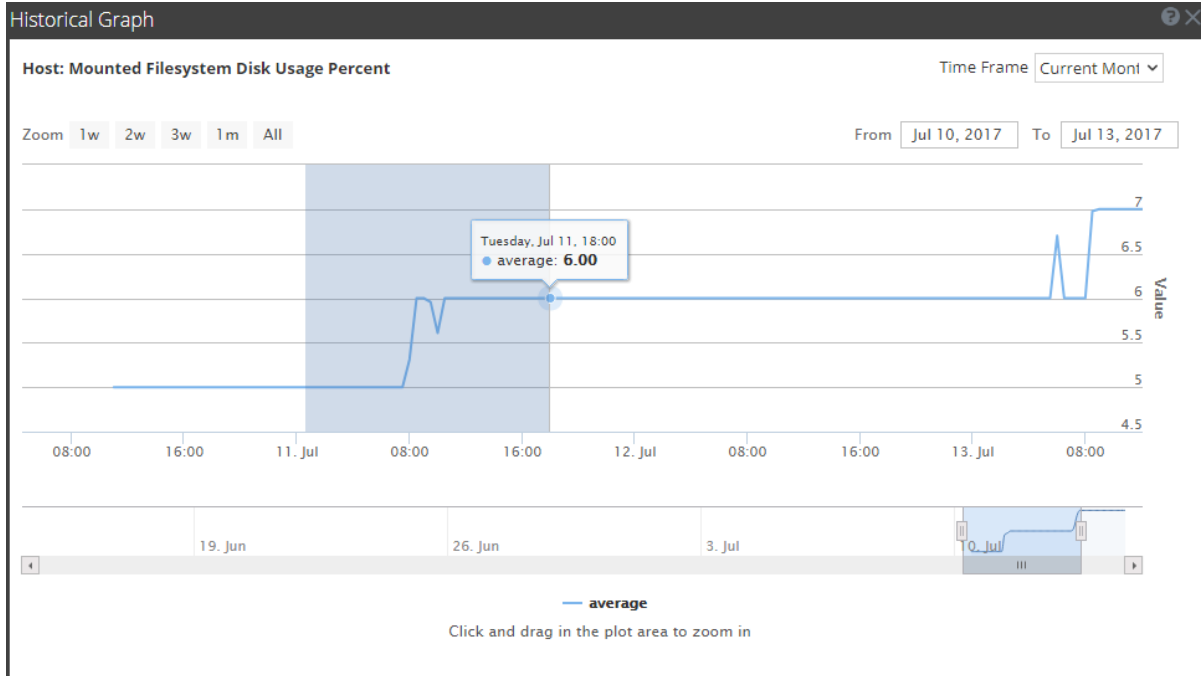 Historical Graph
Host: Mounted Filesystem Disk Usage Percent
Time Frame Current Mont
Zoom 1w 2w 3w 1m All
From Jul 10, 2017 To Jul 13, 2017
7
6.5
6
5.5
5
4.5
Value
Tuesday, Jul 11, 18:00
average: 6.00
08:00 16:00 11. Jul 08:00 16:00 12. Jul 08:00 16:00 13. Jul 08:00
19. Jun 26. Jun 3. Jul 10. Jul
average
Click and drag in the plot area to zoom in